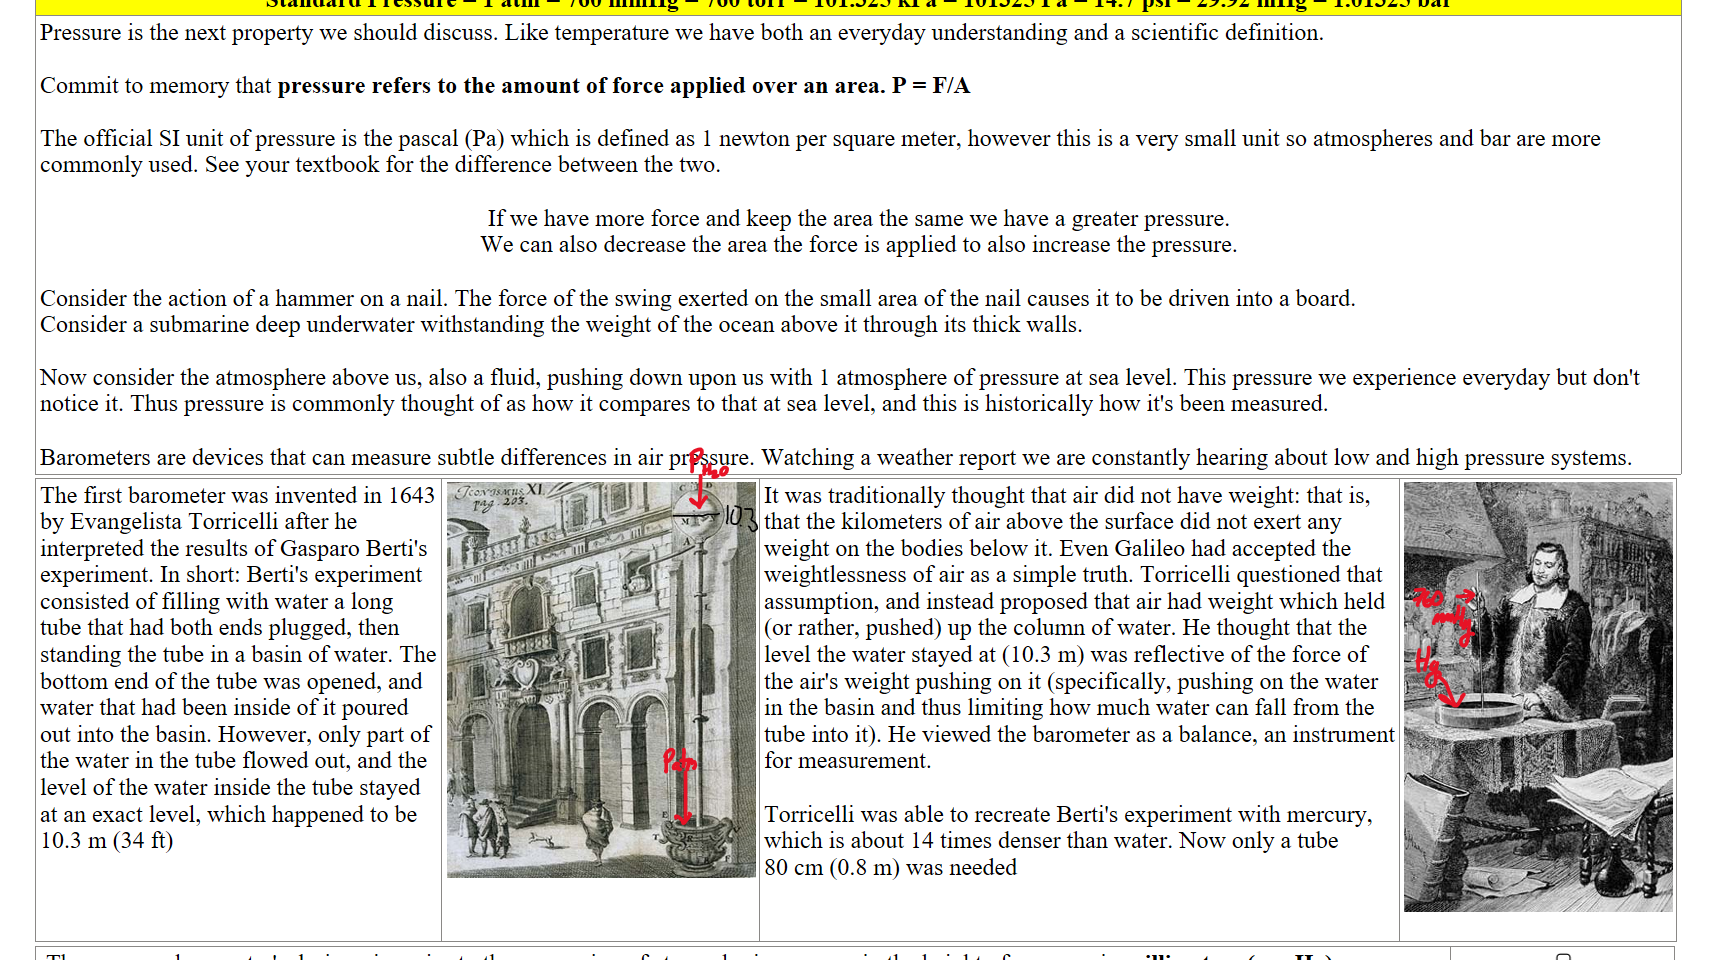 Standard Pressure = 1 atm = 760 mmHg = 760 torr = 101.325 kPa = 101325 Pa = 14.7 psi = 29.92 inHg = 1.01325 bar
Pressure is the next property we should discuss. Like temperature we have both an everyday understanding and a scientific definition.
Commit to memory that pressure refers to the amount of force applied over an area. P = F/A
The official SI unit of pressure is the pascal (Pa) which is defined as 1 newton per square meter, however this is a very small unit so atmospheres and bar are more
commonly used. See your textbook for the difference between the two.
If we have more force and keep the area the same we have a greater pressure.
We can also decrease the area the force is applied to also increase the pressure.
Consider the action of a hammer on a nail. The force of the swing exerted on the small area of the nail causes it to be driven into a board.
Consider a submarine deep underwater withstanding the weight of the ocean above it through its thick walls.
Now consider the atmosphere above us, also a fluid, pushing down upon us with 1 atmosphere of pressure at sea level. This pressure we experience everyday but don't
notice it. Thus pressure is commonly thought of as how it compares to that at sea level, and this is historically how it's been measured.
Barometers are devices that can measure subtle differences in air pressure. Watching a weather report we are constantly hearing about low and high pressure systems.
The first barometer was invented in 1643
by Evangelista Torricelli after he
interpreted the results of Gasparo Berti's
experiment. In short: Berti's experiment
consisted of filling with water a long
tube that had both ends plugged, then
standing the tube in a basin of water. The
bottom end of the tube was opened, and
water that had been inside of it poured
out into the basin. However, only part of
the water in the tube flowed out, and the
level of the water inside the tube stayed
at an exact level, which happened to be
10.3 m (34 ft)
P H2O
XI
pag. 203.
103
Patm
It was traditionally thought that air did not have weight: that is,
that the kilometers of air above the surface did not exert any
weight on the bodies below it. Even Galileo had accepted the
weightlessness of air as a simple truth. Torricelli questioned that
assumption, and instead proposed that air had weight which held
(or rather, pushed) up the column of water. He thought that the
level the water stayed at (10.3 m) was reflective of the force of
the air's weight pushing on it (specifically, pushing on the water
in the basin and thus limiting how much water can fall from the
tube into it). He viewed the barometer as a balance, an instrument
for measurement.
Torricelli was able to recreate Berti's experiment with mercury,
which is about 14 times denser than water. Now only a tube
80 cm (0.8 m) was needed
760
mmHg
Hg